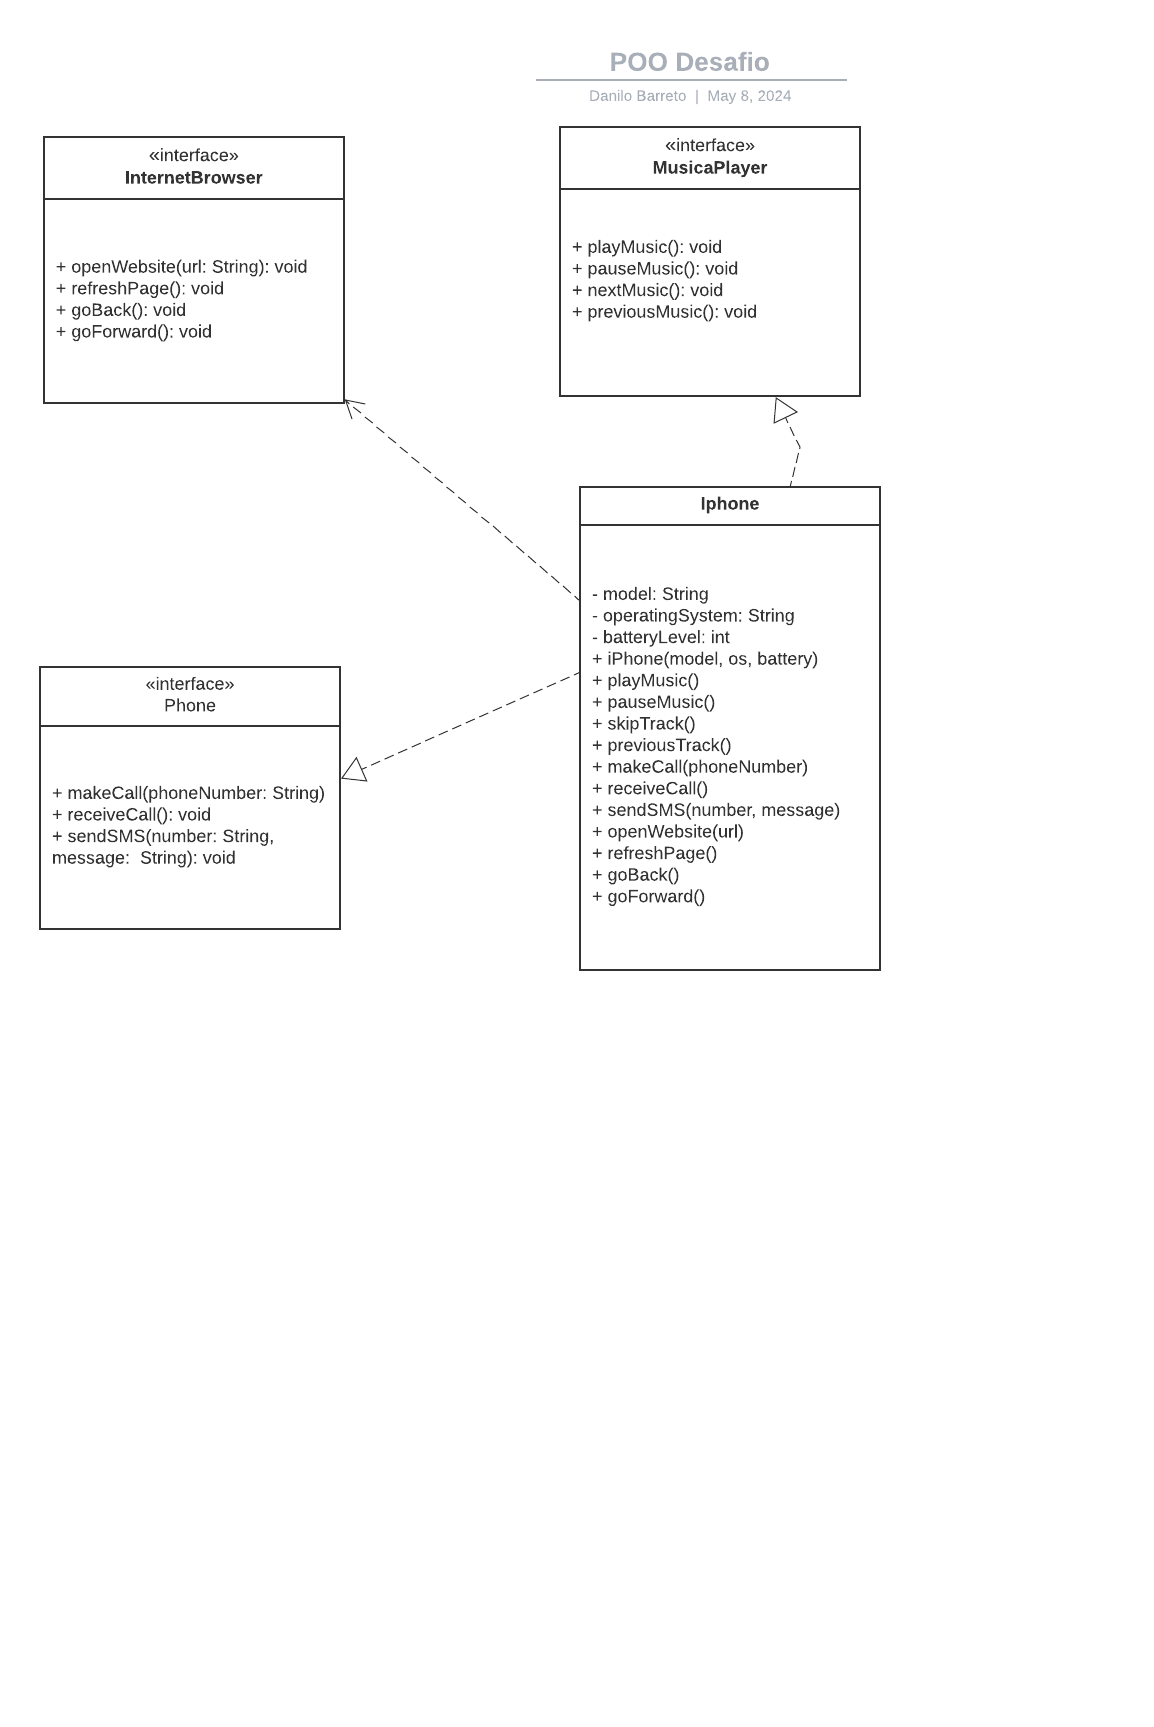 POO Desafio
Danilo Barreto | May 8, 2024
«interface»
InternetBrowser
+ openWebsite(url: String): void
+ refreshPage(): void
+ goBack(): void
+ goForward(): void
«interface»
MusicaPlayer
+ playMusic(): void
+ pauseMusic(): void
+ nextMusic(): void
+ previousMusic(): void
«interface»
Phone
+ makeCall(phoneNumber: String)
+ receiveCall(): void
+ sendSMS(number: String,
message:  String): void
Iphone
- model: String
- operatingSystem: String
- batteryLevel: int
+ iPhone(model, os, battery)
+ playMusic()
+ pauseMusic()
+ skipTrack()
+ previousTrack()
+ makeCall(phoneNumber)
+ receiveCall()
+ sendSMS(number, message)
+ openWebsite(url)
+ refreshPage()
+ goBack()
+ goForward()